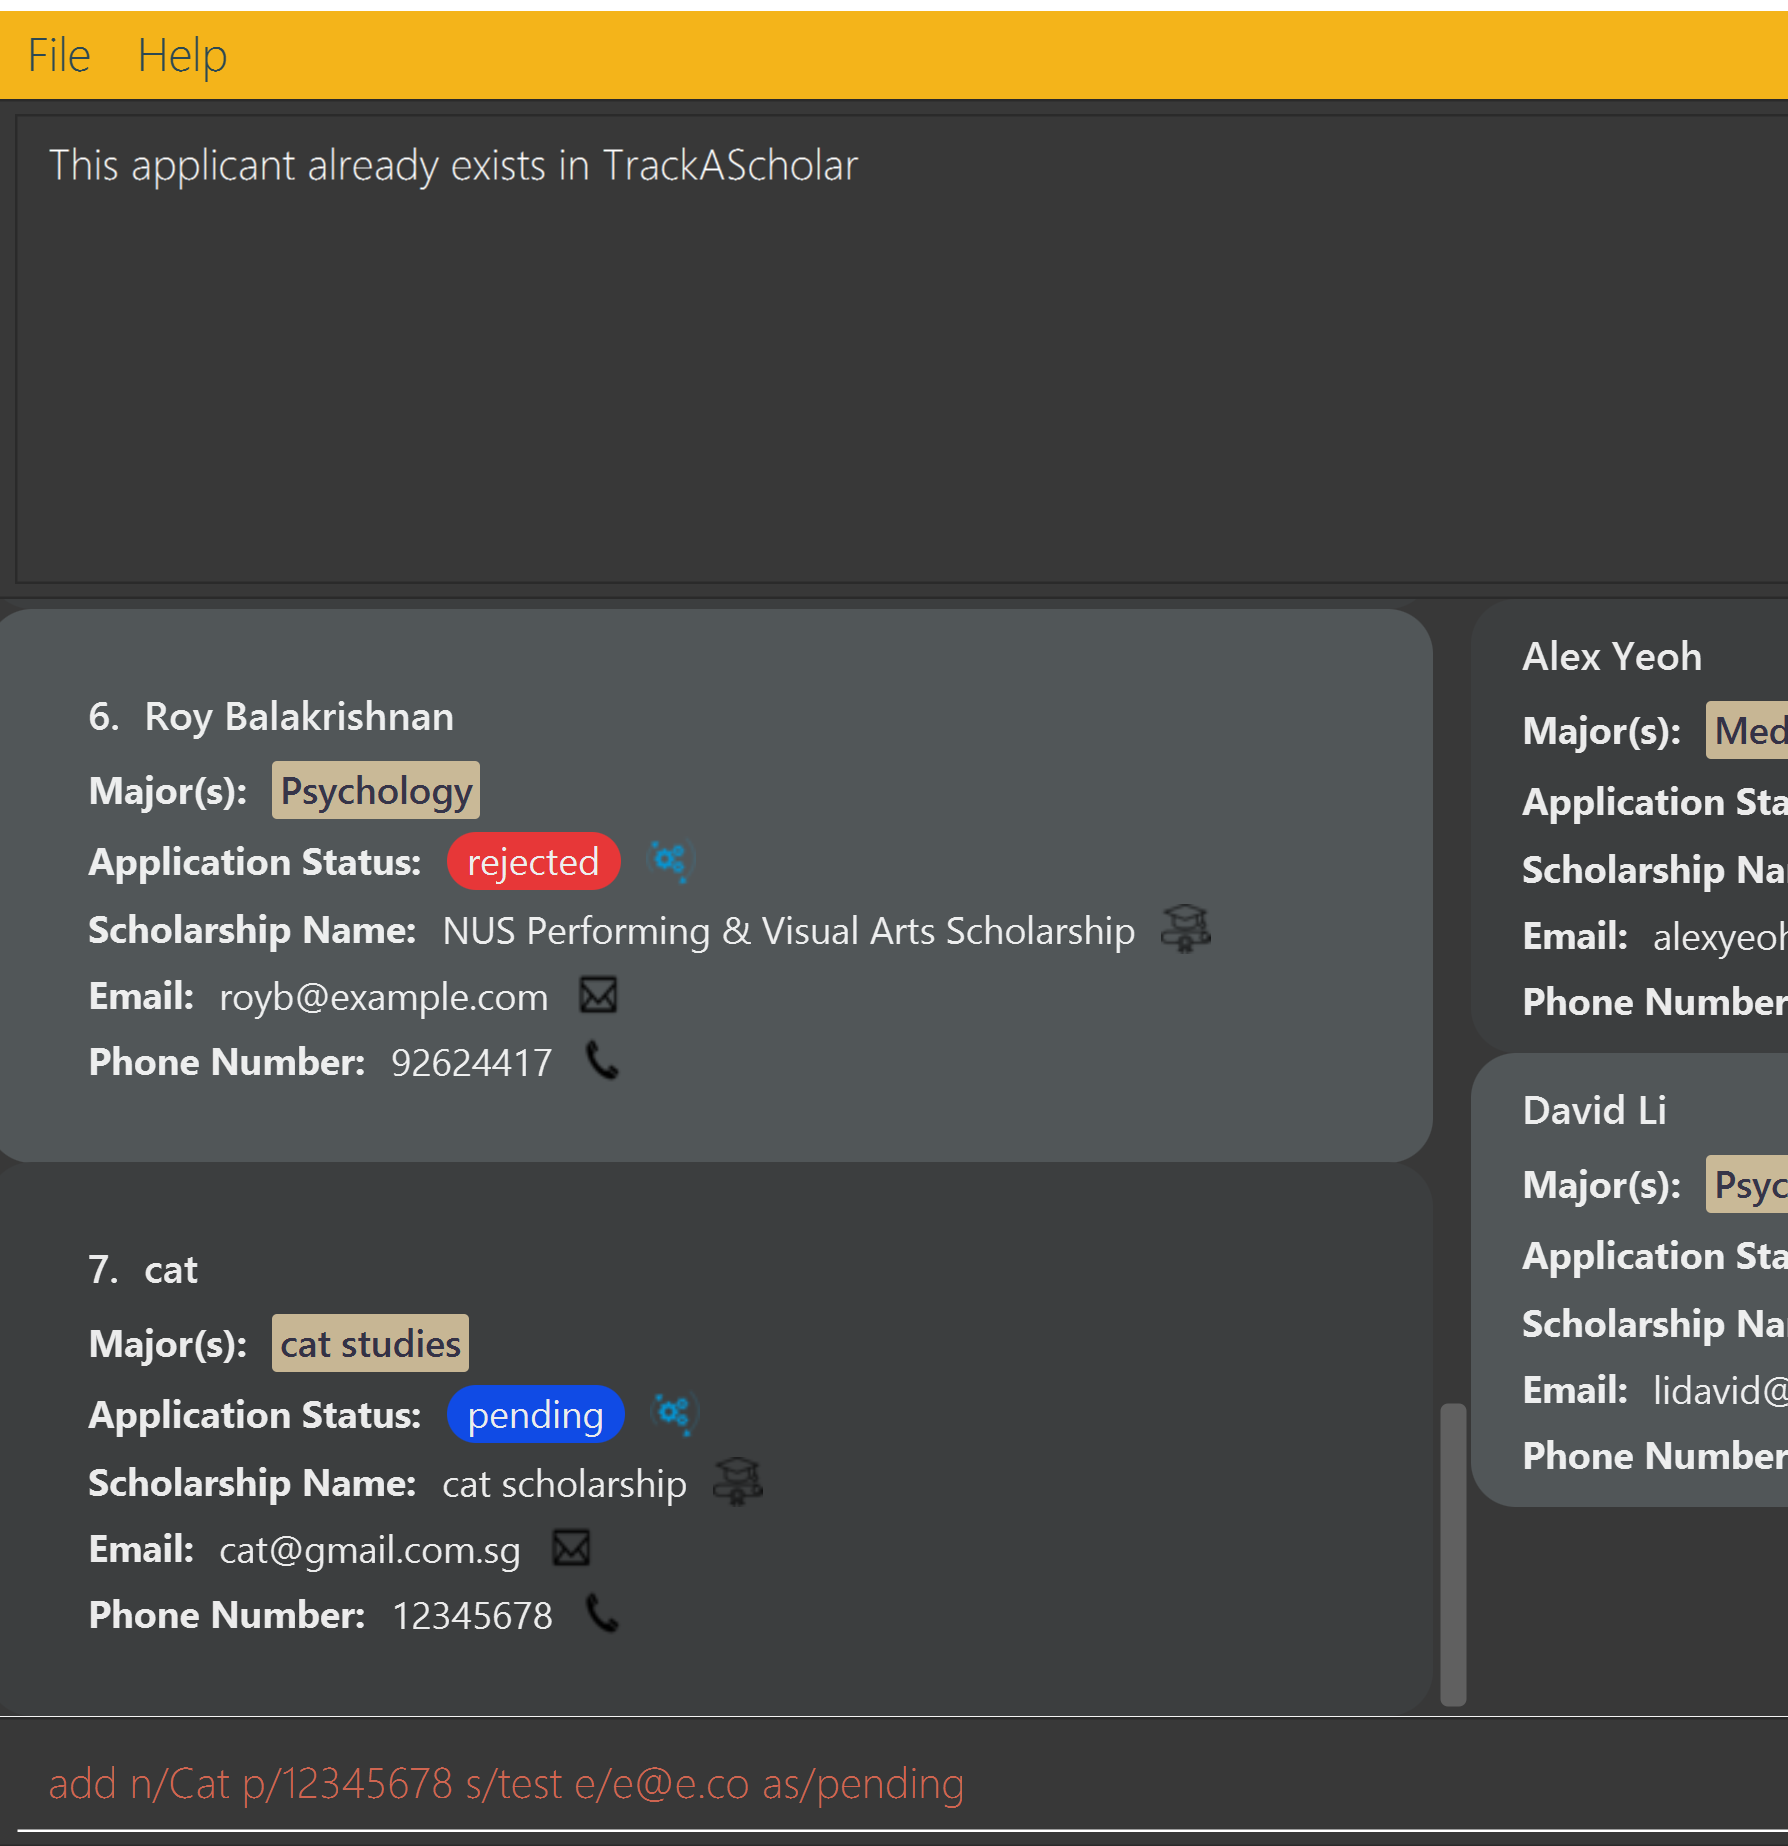 File Help
This applicant already exists in TrackAScholar
6. Roy Balakrishnan
Major(s): Psychology
Application Status: rejected
Scholarship Name: NUS Performing & Visual Arts Scholarship
Email: royb@example.com
Phone Number: 92624417
7. cat
Major(s): cat studies
Application Status: pending
Scholarship Name: cat scholarship
Email: cat@gmail.com.sg
Phone Number: 12345678
Alex Yeoh
Major(s): Med
Application Sta
Scholarship Na
Email: alexyeoh
Phone Number
David Li
Major(s): Psyc
Application Sta
Scholarship Na
Email: lidavid@
Phone Number
add n/Cat p/12345678 s/test e/e@e.co as/pending